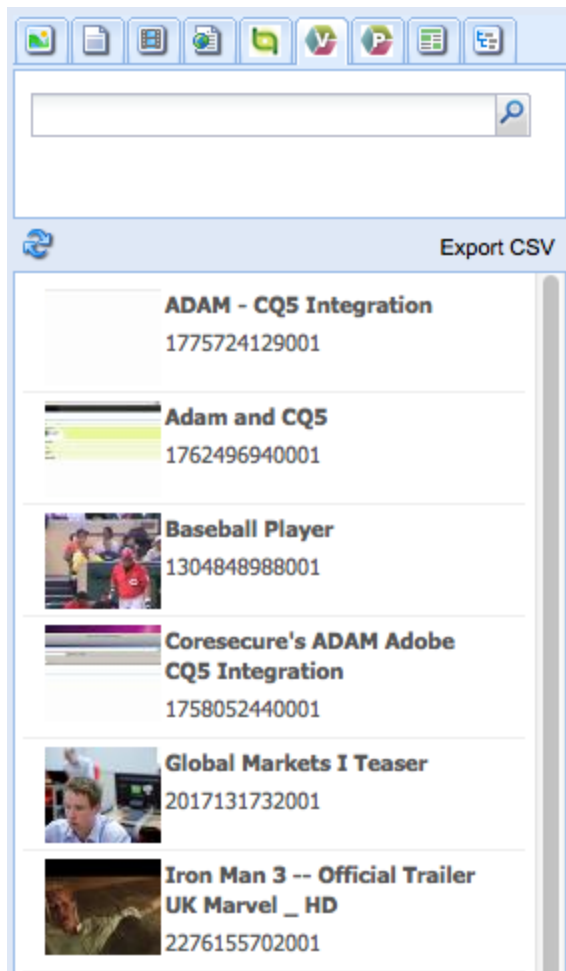 V
P
Export CSV
ADAM - CQ5 Integration
1775724129001
Adam and CQ5
1762496940001
Baseball Player
1304848988001
Coresecure's ADAM Adobe
CQ5 Integration
1758052440001
Global Markets I Teaser
2017131732001
Iron Man 3 -- Official Trailer
UK Marvel _ HD
2276155702001